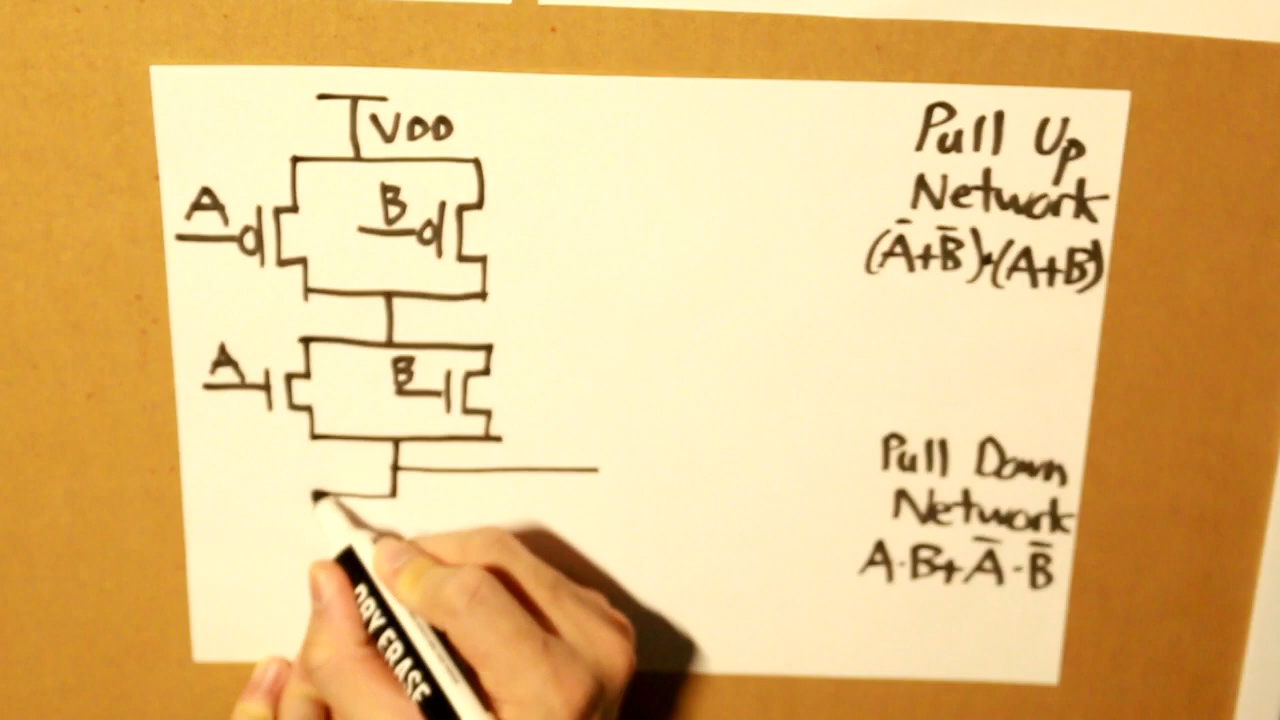 VDD
A
B
A
B
Pull Up
Network
(Ā+B̄)·(A+B)
Pull Down
Network
A·B+Ā·B̄
DRY ERASE